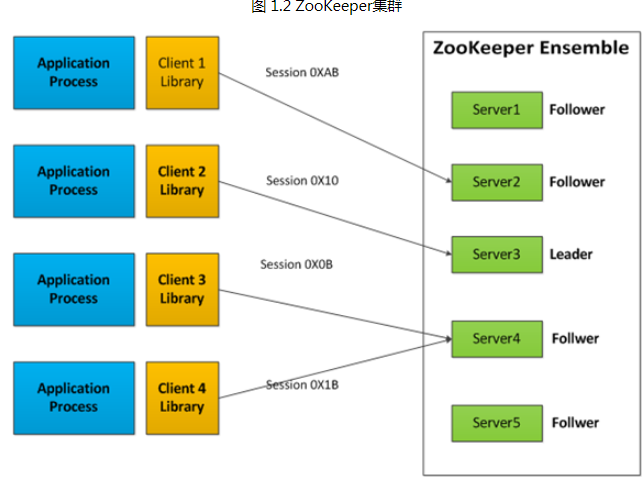 图 1.2 ZooKeeper集群
ZooKeeper Ensemble
Application
Process
Client 1
Library
Session 0XAB
Server1 Follower
Application
Process
Client 2
Library
Session 0X10
Server2 Follower
Server3 Leader
Application
Process
Client 3
Library
Session 0X0B
Server4 Follwer
Application
Process
Client 4
Library
Session 0X1B
Server5 Follwer